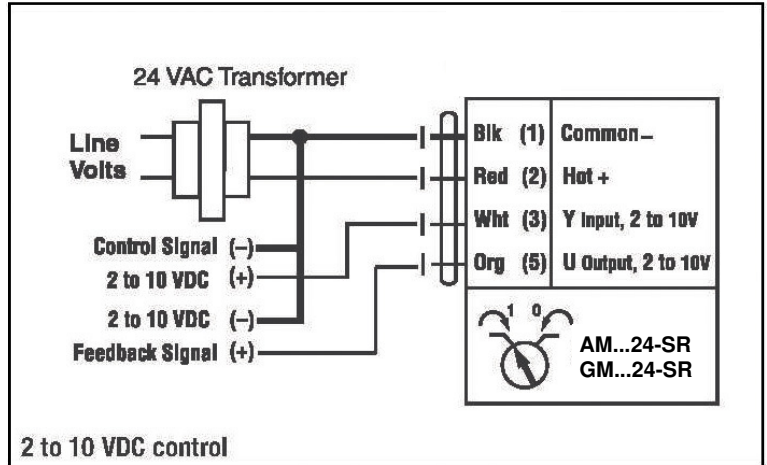 24 VAC Transformer
Line
Volts
Blk (1) Common –
Red (2) Hot +
Wht (3) Y Input, 2 to 10V
Org (5) U Output, 2 to 10V
Control Signal (–)
2 to 10 VDC (+)
2 to 10 VDC (–)
Feedback Signal (+)
1 0
AM...24-SR
GM...24-SR
2 to 10 VDC control